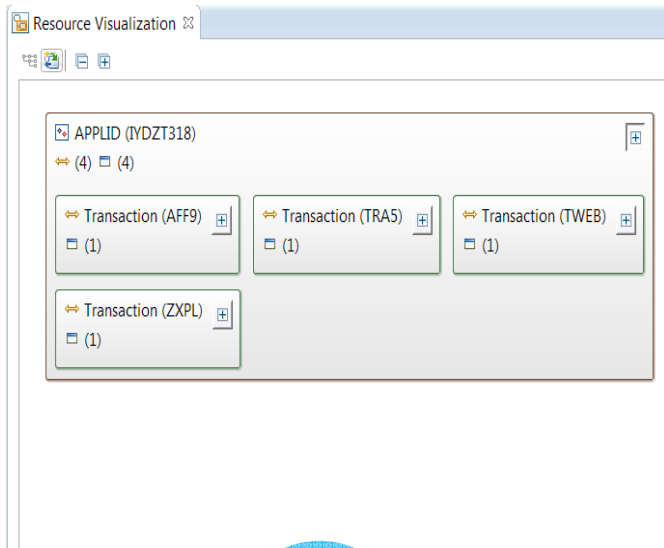 Resource Visualization
APPLID (IYDZT318)
(4) (4)
Transaction (AFF9)
(1)
Transaction (TRA5)
(1)
Transaction (TWEB)
(1)
Transaction (ZXPL)
(1)